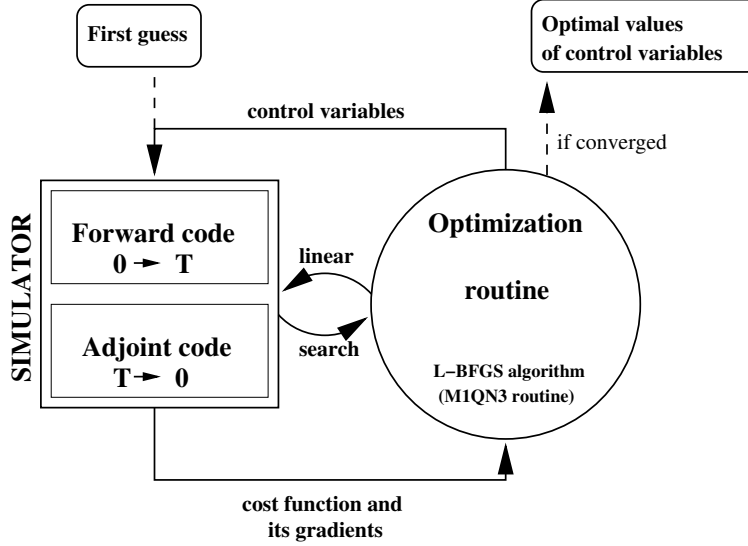 First guess
Optimal values
of control variables
control variables
if converged
SIMULATOR
Forward code
0 → T
Adjoint code
T → 0
linear
search
Optimization
routine
L−BFGS algorithm
(M1QN3 routine)
cost function and
its gradients